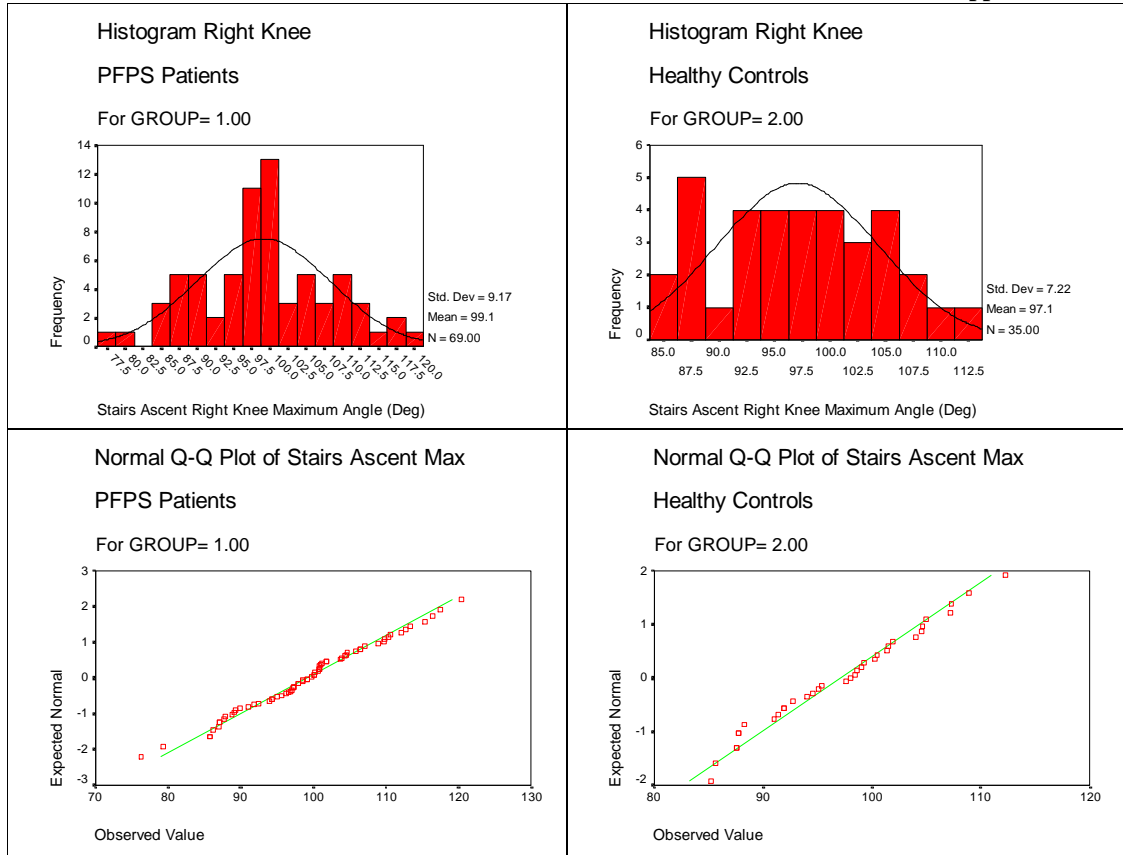 Histogram Right Knee
PFPS Patients
For GROUP= 1.00
14
12
10
8
6
4
2
0
Frequency
Std. Dev = 9.17
Mean = 99.1
N = 69.00
77.5 80.0 82.5 85.0 87.5 90.0 92.5 95.0 97.5 100.0 102.5 105.0 107.5 110.0 112.5 115.0 117.5 120.0
Stairs Ascent Right Knee Maximum Angle (Deg)
Histogram Right Knee
Healthy Controls
For GROUP= 2.00
6
5
4
3
2
1
0
Frequency
Std. Dev = 7.22
Mean = 97.1
N = 35.00
85.0 90.0 95.0 100.0 105.0 110.0
87.5 92.5 97.5 102.5 107.5 112.5
Stairs Ascent Right Knee Maximum Angle (Deg)
Normal Q-Q Plot of Stairs Ascent Max
PFPS Patients
For GROUP= 1.00
3
2
1
0
-1
-2
-3
Expected Normal
70 80 90 100 110 120 130
Observed Value
Normal Q-Q Plot of Stairs Ascent Max
Healthy Controls
For GROUP= 2.00
2
1
0
-1
-2
Expected Normal
80 90 100 110 120
Observed Value